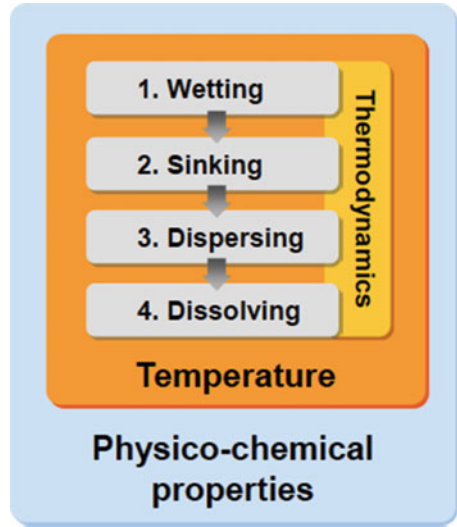 1. Wetting
2. Sinking
3. Dispersing
4. Dissolving
Thermodynamics
Temperature
Physico-chemical
properties